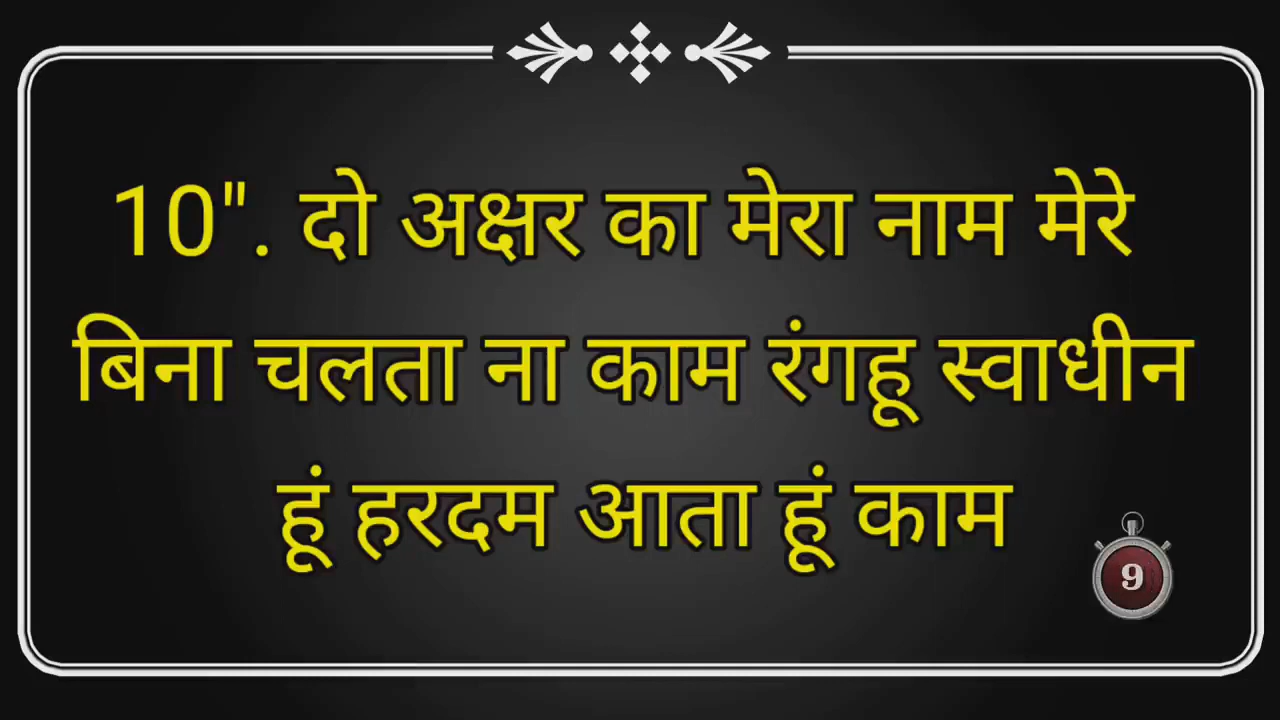 10". दो अक्षर का मेरा नाम मेरे
बिना चलता ना काम रंगहू स्वाधीन
हूं हरदम आता हूं काम
9